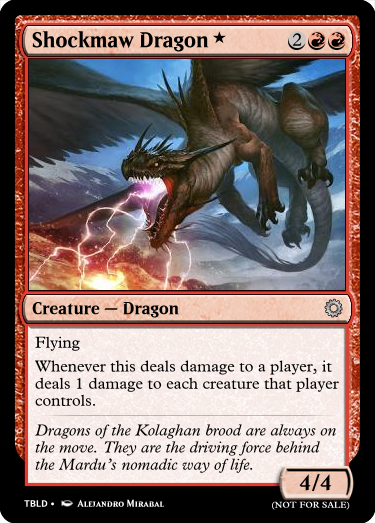 Shockmaw Dragon ★ 2
Creature — Dragon
Flying
Whenever this deals damage to a player, it
deals 1 damage to each creature that player
controls.
Dragons of the Kolaghan brood are always on
the move. They are the driving force behind
the Mardu's nomadic way of life.
4/4
TBLD • Alejandro Mirabal
(NOT FOR SALE)